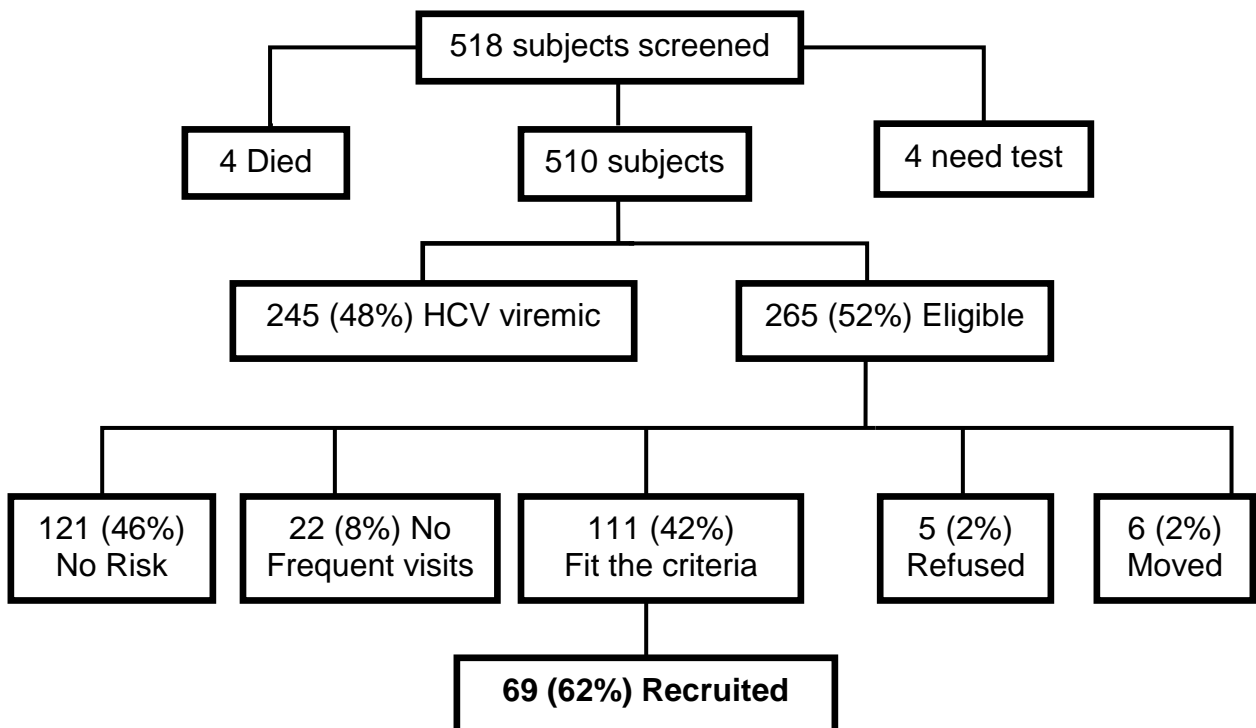 518 subjects screened
4 Died
510 subjects
4 need test
245 (48%) HCV viremic
265 (52%) Eligible
121 (46%)
No Risk
22 (8%) No
Frequent visits
111 (42%)
Fit the criteria
5 (2%)
Refused
6 (2%)
Moved
69 (62%) Recruited